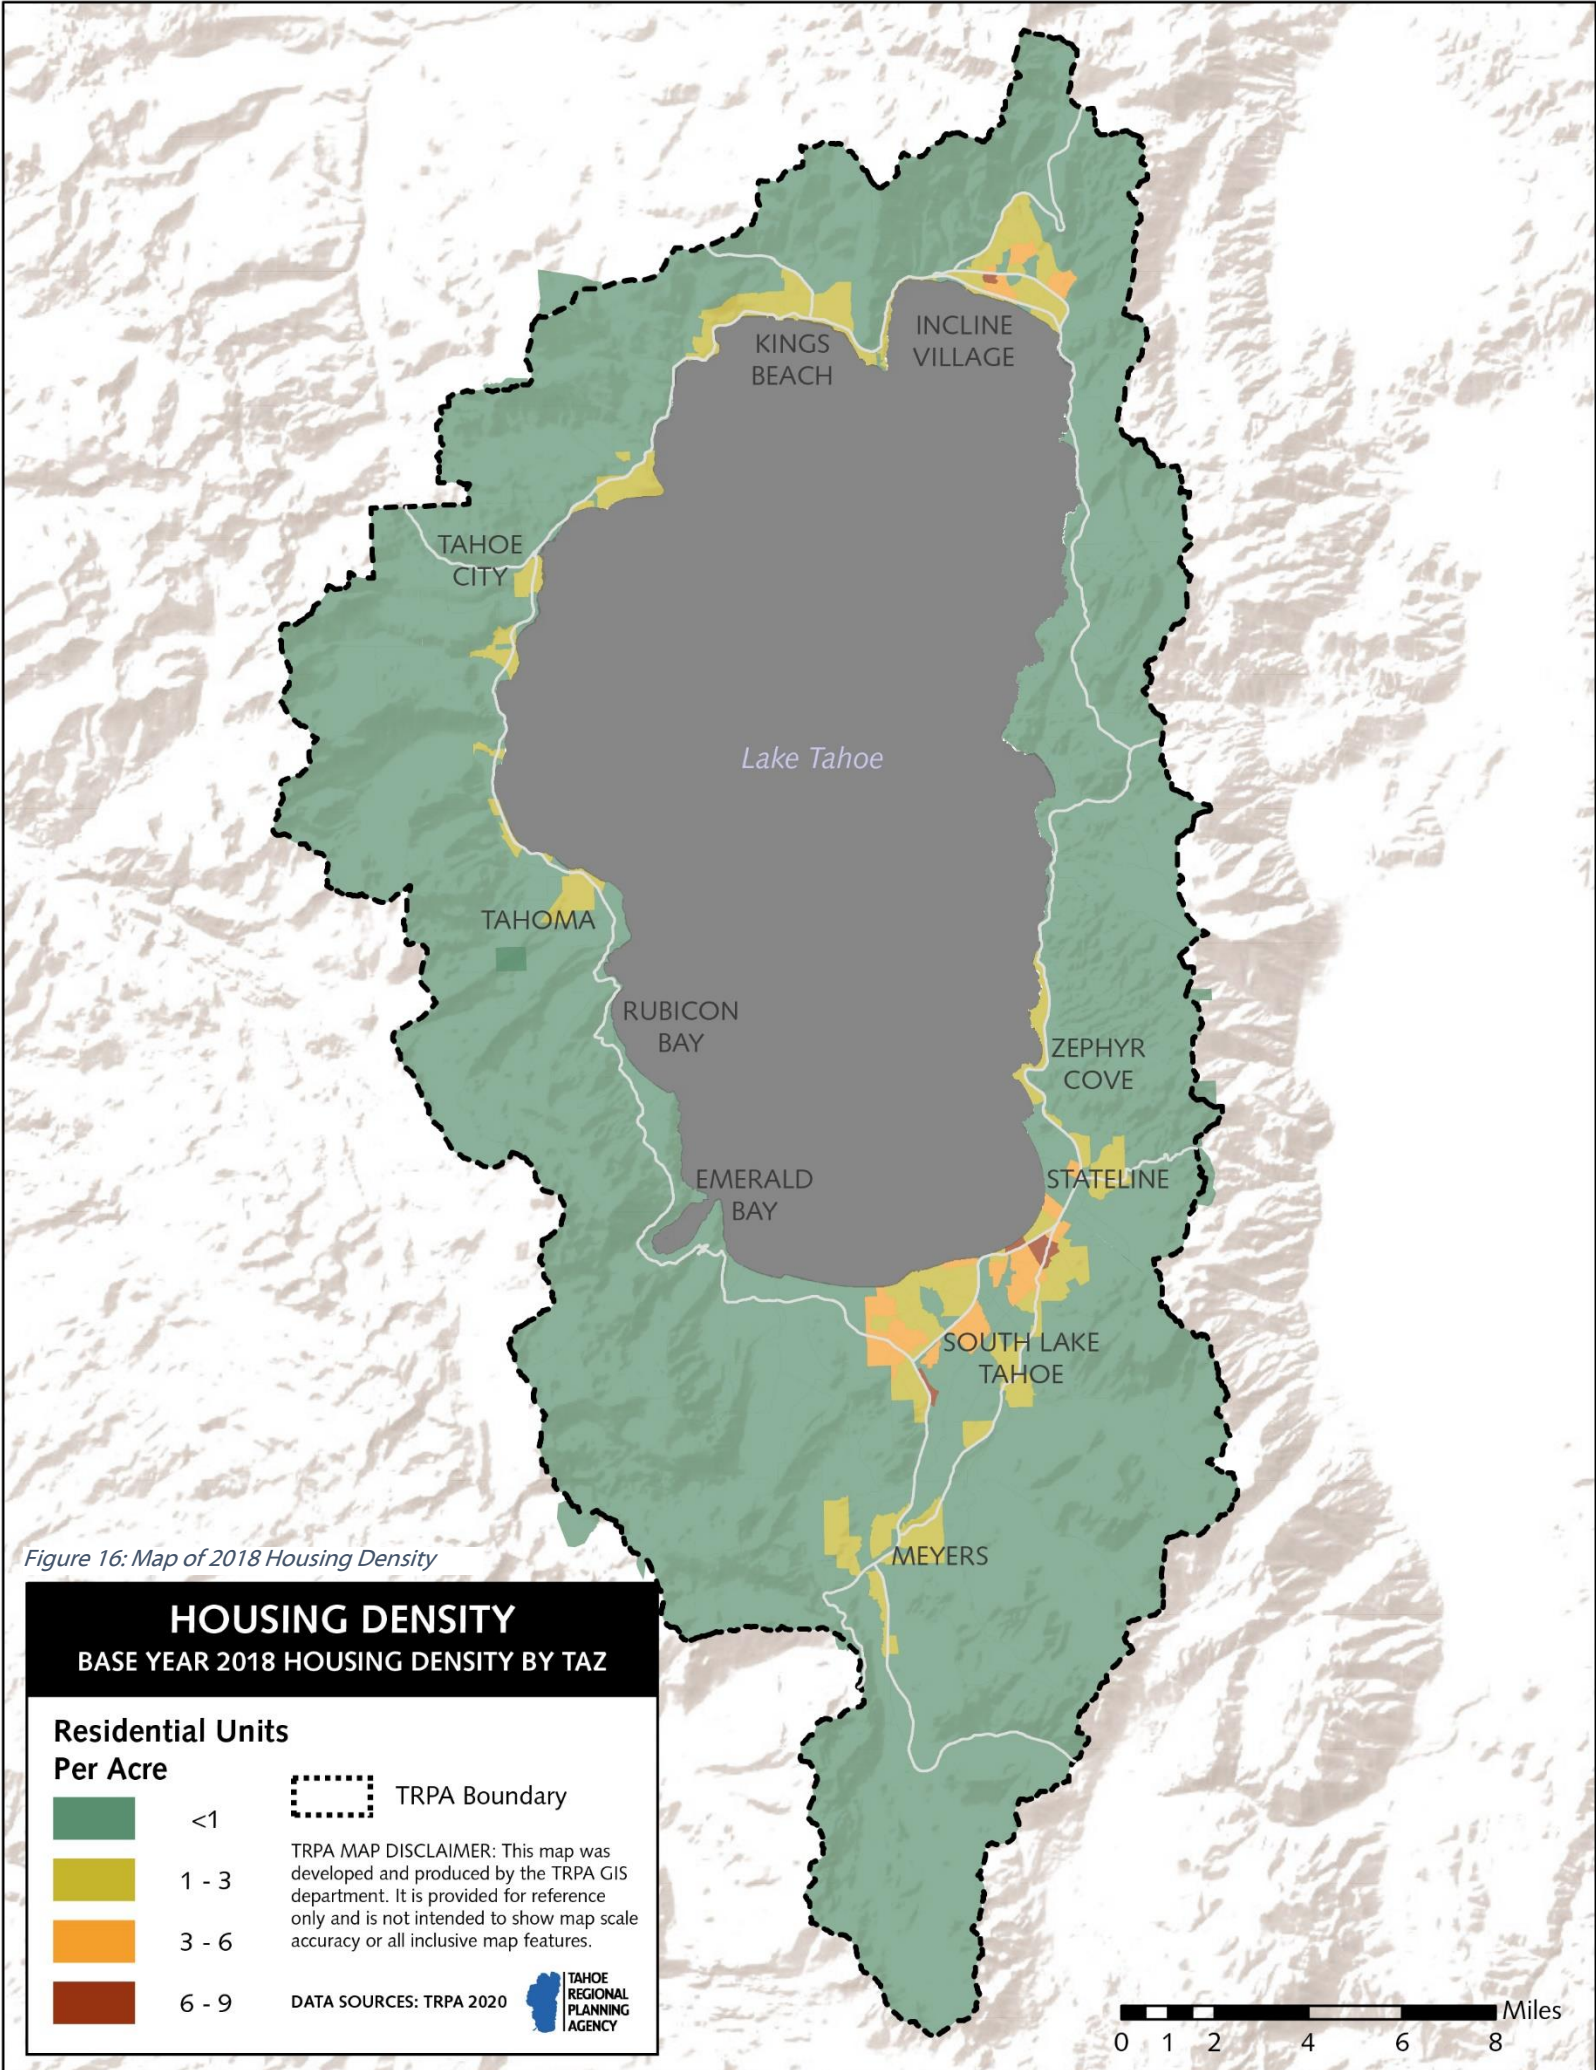 KINGS
BEACH
INCLINE
VILLAGE
TAHOE
CITY
Lake Tahoe
TAHOMA
RUBICON
BAY
ZEPHYR
COVE
EMERALD
BAY
STATELINE
SOUTH LAKE
TAHOE
MEYERS
Figure 16: Map of 2018 Housing Density
HOUSING DENSITY
BASE YEAR 2018 HOUSING DENSITY BY TAZ
Residential Units
Per Acre
<1
1 - 3
3 - 6
6 - 9
TRPA Boundary
TRPA MAP DISCLAIMER: This map was
developed and produced by the TRPA GIS
department. It is provided for reference
only and is not intended to show map scale
accuracy or all inclusive map features.
DATA SOURCES: TRPA 2020
TAHOE
REGIONAL
PLANNING
AGENCY
Miles
0 1 2 4 6 8